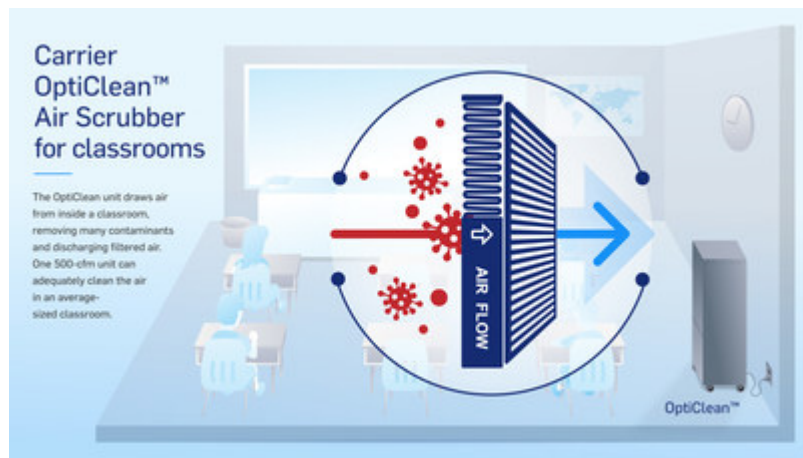 Carrier
OptiClean™
Air Scrubber
for classrooms
The OptiClean unit draws air
from inside a classroom,
removing many contaminants
and discharging filtered air.
One 500-cfm unit can
adequately clean the air
in an average-
sized classroom.
AIR FLOW
OptiClean™